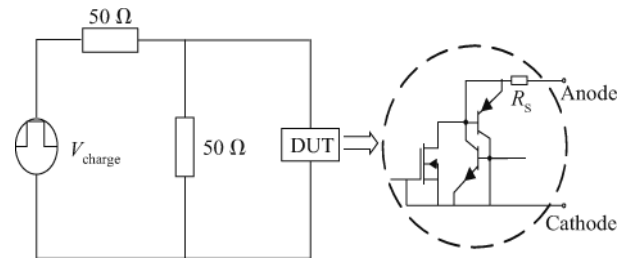 50 Ω
V_charge
50 Ω
DUT
R_S
Anode
Cathode